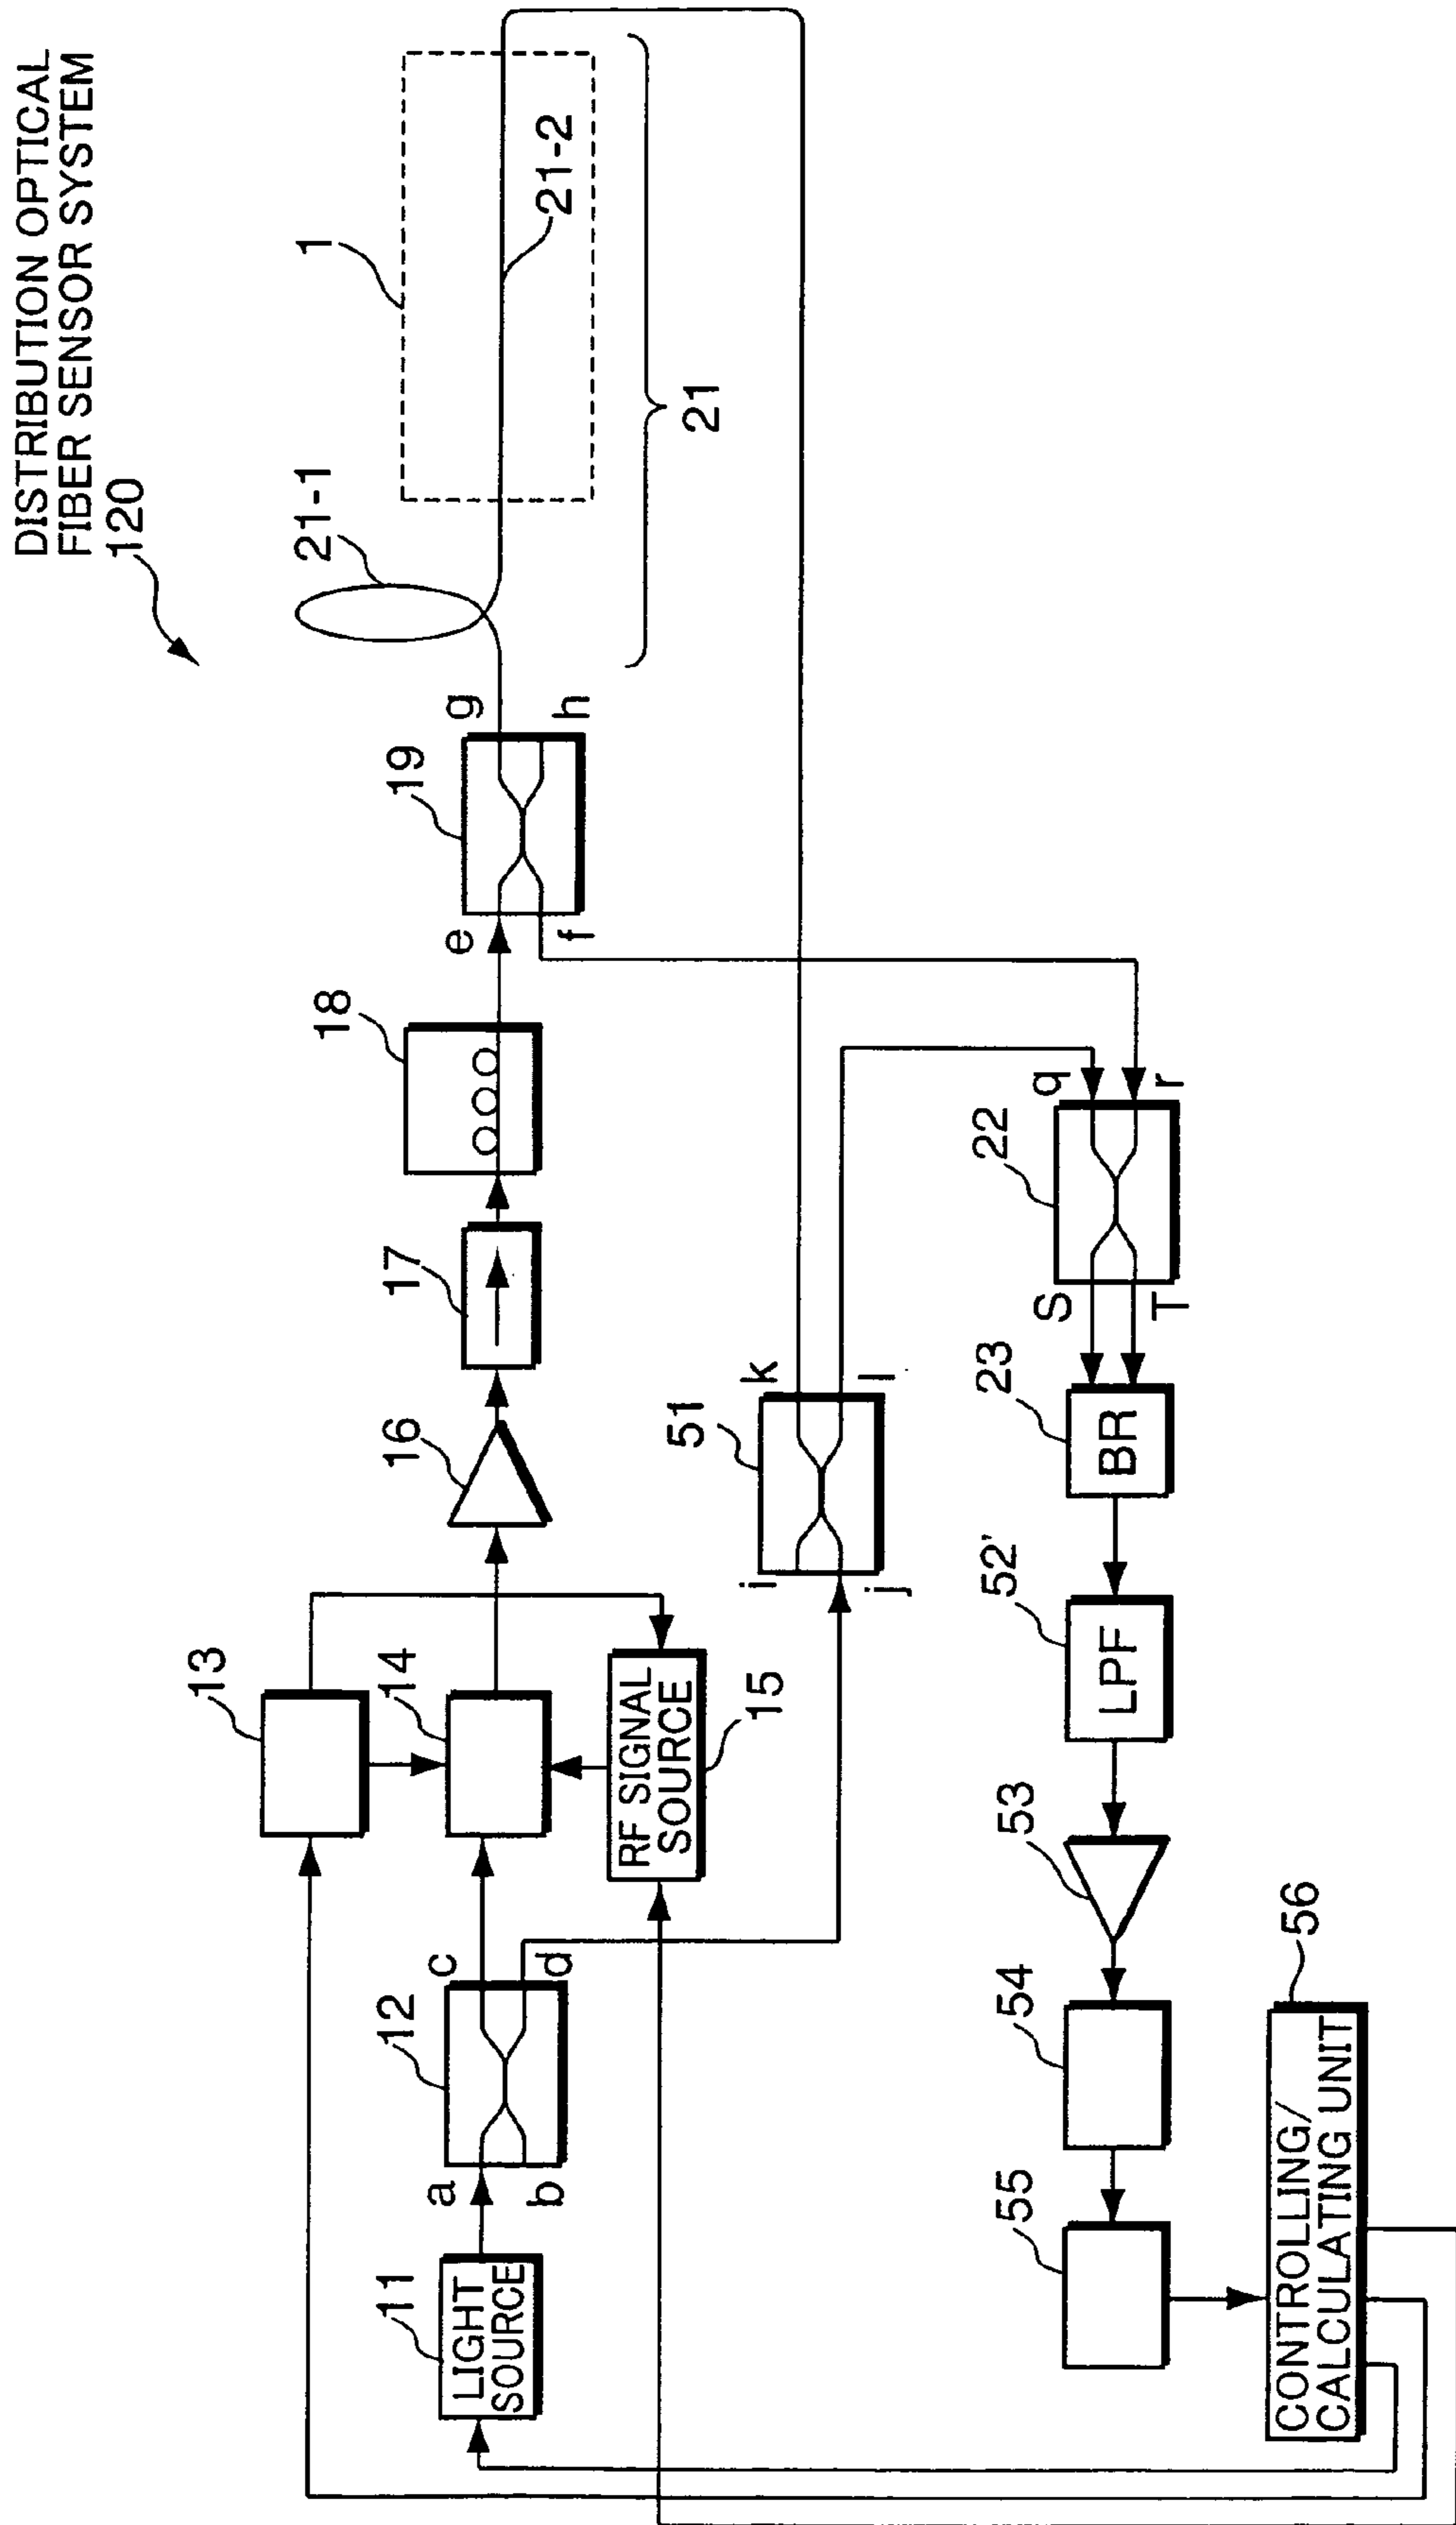 DISTRIBUTION OPTICAL
FIBER SENSOR SYSTEM
120
1
21-1
21-2
21
g
h
19
e
f
18
17
16
13
14
RF SIGNAL
SOURCE
15
c
d
12
a
b
11
LIGHT
SOURCE
k
l
51
i
j
q
r
22
S
T
23
BR
52'
LPF
53
54
55
56
CONTROLLING/
CALCULATING UNIT